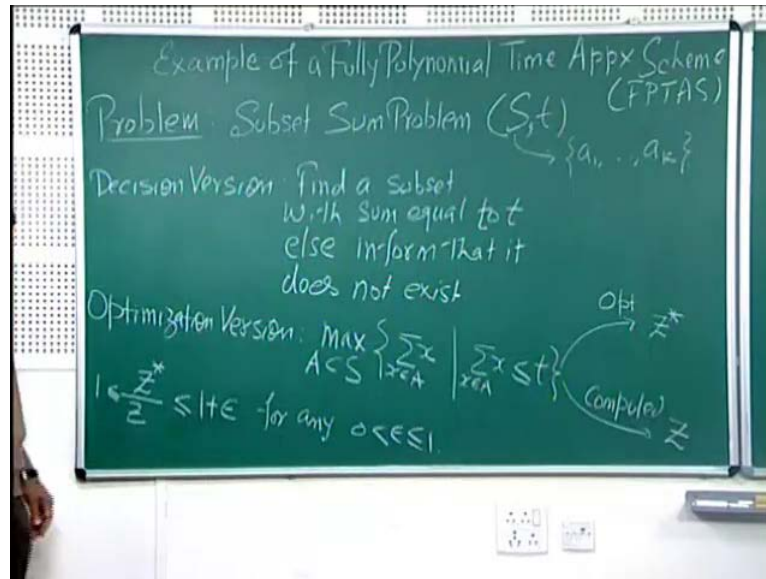 Example of a Fully Polynomial Time Appx Scheme
(FPTAS)
Problem: Subset Sum Problem (S,t)
{a₁, . . , aₖ}
Decision Version: Find a subset
with sum equal to t
else inform that it
does not exist
Optimization Version: max_{A⊂S} { ∑_{x∈A} x | ∑_{x∈A} x ≤ t }
Opt
z*
Computed
z
1 ≤ z*/z ≤ 1+ϵ for any 0<ϵ≤1.